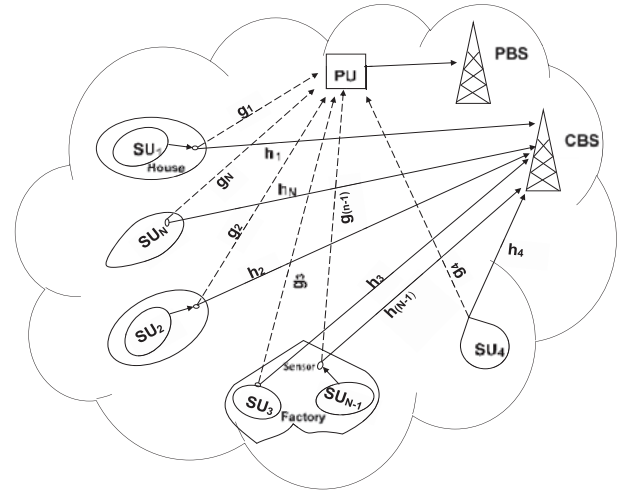 PBS
PU
g1
CBS
SU1
House
h1
gN
hN
SUN
g2
g(n-1)
h2
g3
h3
g4
h4
h(N-1)
SU2
Sensor
SU4
SU3
SUN-1
Factory